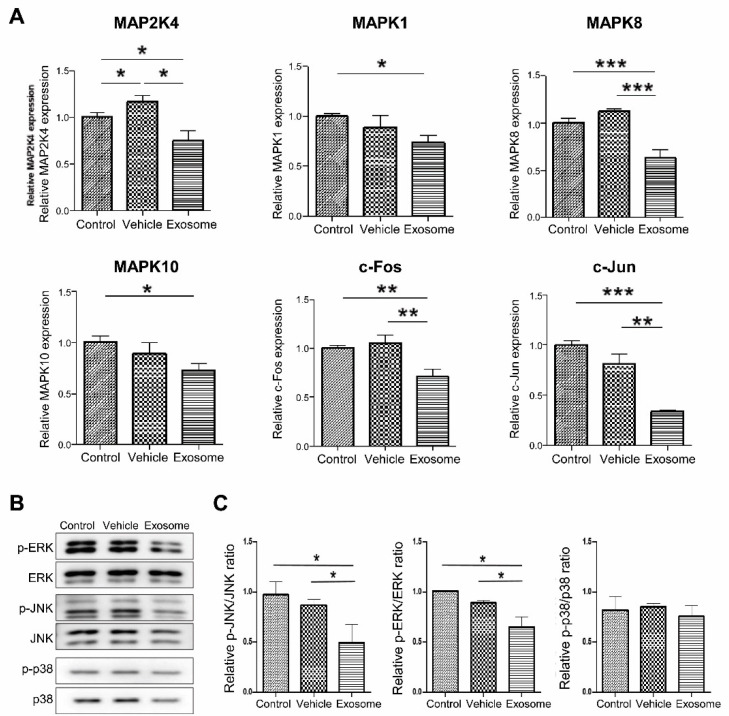 A
MAP2K4
*
* *
Relative MAP2K4 expression
Relative MAP2K4 expression
1.5
1.0
0.5
0.0
Control Vehicle Exosome
MAPK1
*
Relative MAPK1 expression
1.5
1.0
0.5
0.0
Control Vehicle Exosome
MAPK8
***
***
Relative MAPK8 expression
1.5
1.0
0.5
0.0
Control Vehicle Exosome
MAPK10
*
Relative MAPK10 expression
1.5
1.0
0.5
0.0
Control Vehicle Exosome
c-Fos
**
**
Relative c-Fos expression
1.5
1.0
0.5
0.0
Control Vehicle Exosome
c-Jun
***
**
Relative c-Jun expression
1.5
1.0
0.5
0.0
Control Vehicle Exosome
B
Control Vehicle Exosome
p-ERK
ERK
p-JNK
JNK
p-p38
p38
C
*
*
Relative p-JNK/JNK ratio
1.5
1.0
0.5
0.0
Control Vehicle Exosome
*
*
Relative p-ERK/ERK ratio
1.5
1.0
0.5
0.0
Control Vehicle Exosome
Relative p-p38/p38 ratio
1.5
1.0
0.5
0.0
Control Vehicle Exosome